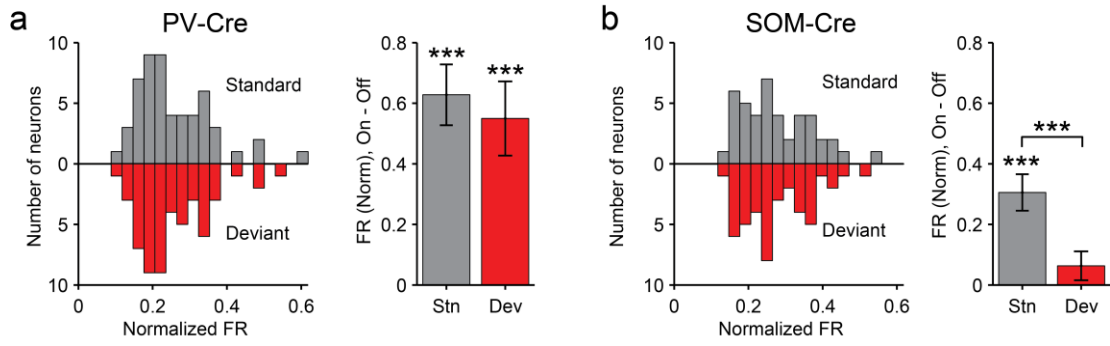 a
PV-Cre
Number of neurons
10
5
0
5
10
Standard
Deviant
0
0.2
0.4
0.6
Normalized FR
FR (Norm), On - Off
0.8
0.6
0.4
0.2
0
***
***
Stn
Dev
b
SOM-Cre
Number of neurons
10
5
0
5
10
Standard
Deviant
0
0.2
0.4
0.6
Normalized FR
FR (Norm), On - Off
0.8
0.6
0.4
0.2
0
***
***
Stn
Dev